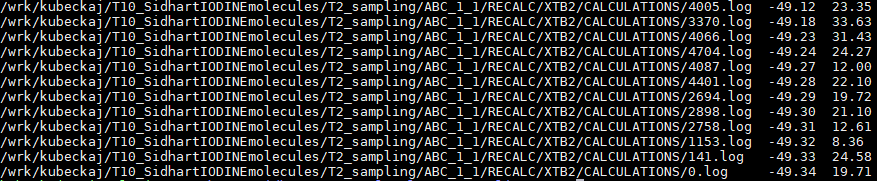 /wrk/kubeckaj/T10_SidhartIODINEmolecules/T2_sampling/ABC_1_1/RECALC/XTB2/CALCULATIONS/4005.log -49.12 23.35
/wrk/kubeckaj/T10_SidhartIODINEmolecules/T2_sampling/ABC_1_1/RECALC/XTB2/CALCULATIONS/3370.log -49.18 33.63
/wrk/kubeckaj/T10_SidhartIODINEmolecules/T2_sampling/ABC_1_1/RECALC/XTB2/CALCULATIONS/4066.log -49.23 31.43
/wrk/kubeckaj/T10_SidhartIODINEmolecules/T2_sampling/ABC_1_1/RECALC/XTB2/CALCULATIONS/4704.log -49.24 24.27
/wrk/kubeckaj/T10_SidhartIODINEmolecules/T2_sampling/ABC_1_1/RECALC/XTB2/CALCULATIONS/4087.log -49.27 12.00
/wrk/kubeckaj/T10_SidhartIODINEmolecules/T2_sampling/ABC_1_1/RECALC/XTB2/CALCULATIONS/4401.log -49.28 22.10
/wrk/kubeckaj/T10_SidhartIODINEmolecules/T2_sampling/ABC_1_1/RECALC/XTB2/CALCULATIONS/2694.log -49.29 19.72
/wrk/kubeckaj/T10_SidhartIODINEmolecules/T2_sampling/ABC_1_1/RECALC/XTB2/CALCULATIONS/2898.log -49.30 21.10
/wrk/kubeckaj/T10_SidhartIODINEmolecules/T2_sampling/ABC_1_1/RECALC/XTB2/CALCULATIONS/2758.log -49.31 12.61
/wrk/kubeckaj/T10_SidhartIODINEmolecules/T2_sampling/ABC_1_1/RECALC/XTB2/CALCULATIONS/1153.log -49.32 8.36
/wrk/kubeckaj/T10_SidhartIODINEmolecules/T2_sampling/ABC_1_1/RECALC/XTB2/CALCULATIONS/141.log -49.33 24.58
/wrk/kubeckaj/T10_SidhartIODINEmolecules/T2_sampling/ABC_1_1/RECALC/XTB2/CALCULATIONS/0.log -49.34 19.71